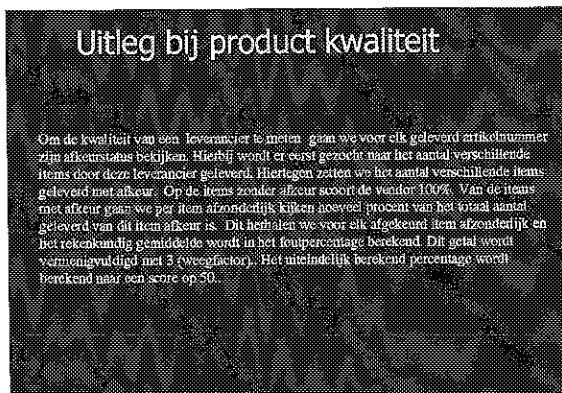 Uitleg bij product kwaliteit
Om de kwaliteit van een leverancier te meten gaan we voor elk geleverd artikelnummer
zijn afkeurstatus bekijken. Hierbij wordt er eerst gezocht naar het aantal verschillende
items door deze leverancier geleverd. Hiertegen zetten we het aantal verschillende items
geleverd met afkeur. Op de items zonder afkeur scoort de vendor 100%. Van de items
met afkeur gaan we per item afzonderlijk kijken hoeveel procent van het totaal aantal
geleverd van dit item afkeur is. Dit herhalen we voor elk afgekeurd item afzonderlijk en
het rekenkundig gemiddelde wordt in het foutpercentage berekend. Dit getal wordt
vermenigvuldigd met 3 (weegfactor).. Het uiteindelijk berekend percentage wordt
berekend naar een score op 50..